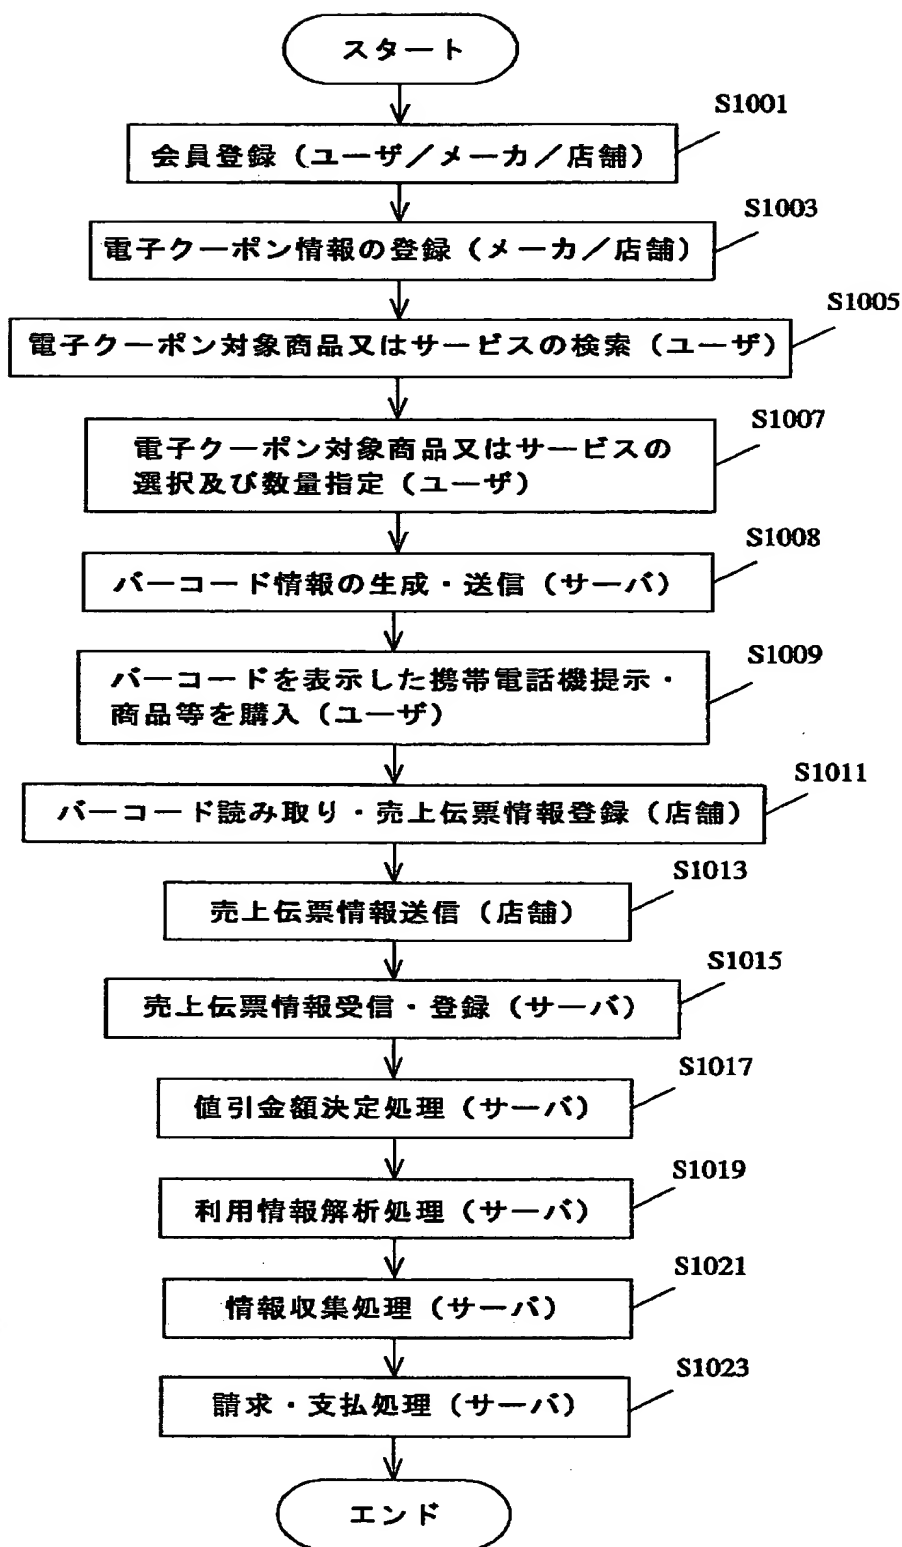 スタート
S1001
会員登録（ユーザ／メーカ／店舗）
S1003
電子クーポン情報の登録（メーカ／店舗）
S1005
電子クーポン対象商品又はサービスの検索（ユーザ）
S1007
電子クーポン対象商品又はサービスの
選択及び数量指定（ユーザ）
S1008
バーコード情報の生成・送信（サーバ）
S1009
バーコードを表示した携帯電話機提示・
商品等を購入（ユーザ）
S1011
バーコード読み取り・売上伝票情報登録（店舗）
S1013
売上伝票情報送信（店舗）
S1015
売上伝票情報受信・登録（サーバ）
S1017
値引金額決定処理（サーバ）
S1019
利用情報解析処理（サーバ）
S1021
情報収集処理（サーバ）
S1023
請求・支払処理（サーバ）
エンド